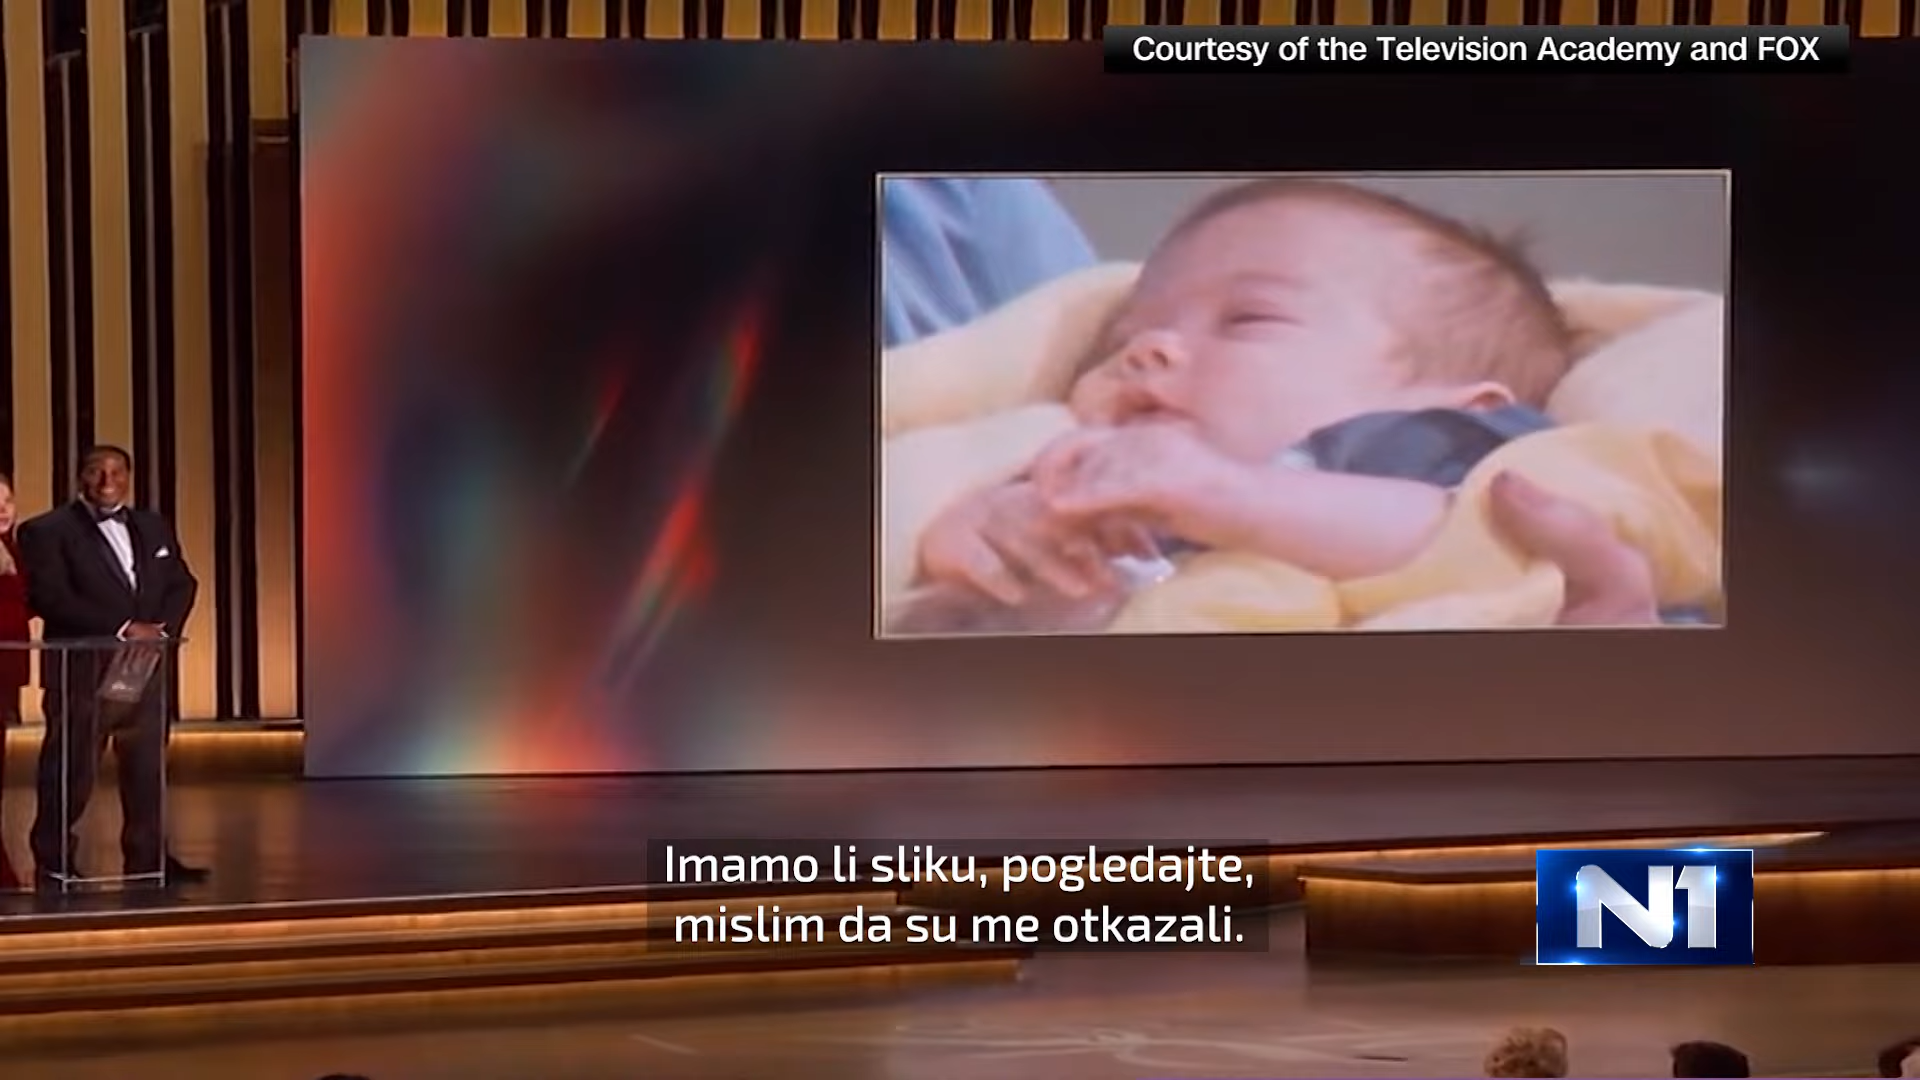 Courtesy of the Television Academy and FOX
Imamo li sliku, pogledajte,
mislim da su me otkazali.
N1